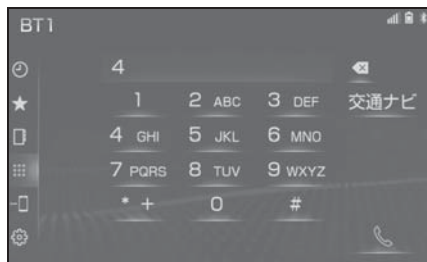 BT1
4
1
2 ABC
3 DEF
交通ナビ
4 GHI
5 JKL
6 MNO
7 PQRS
8 TUV
9 WXYZ
* +
0
#